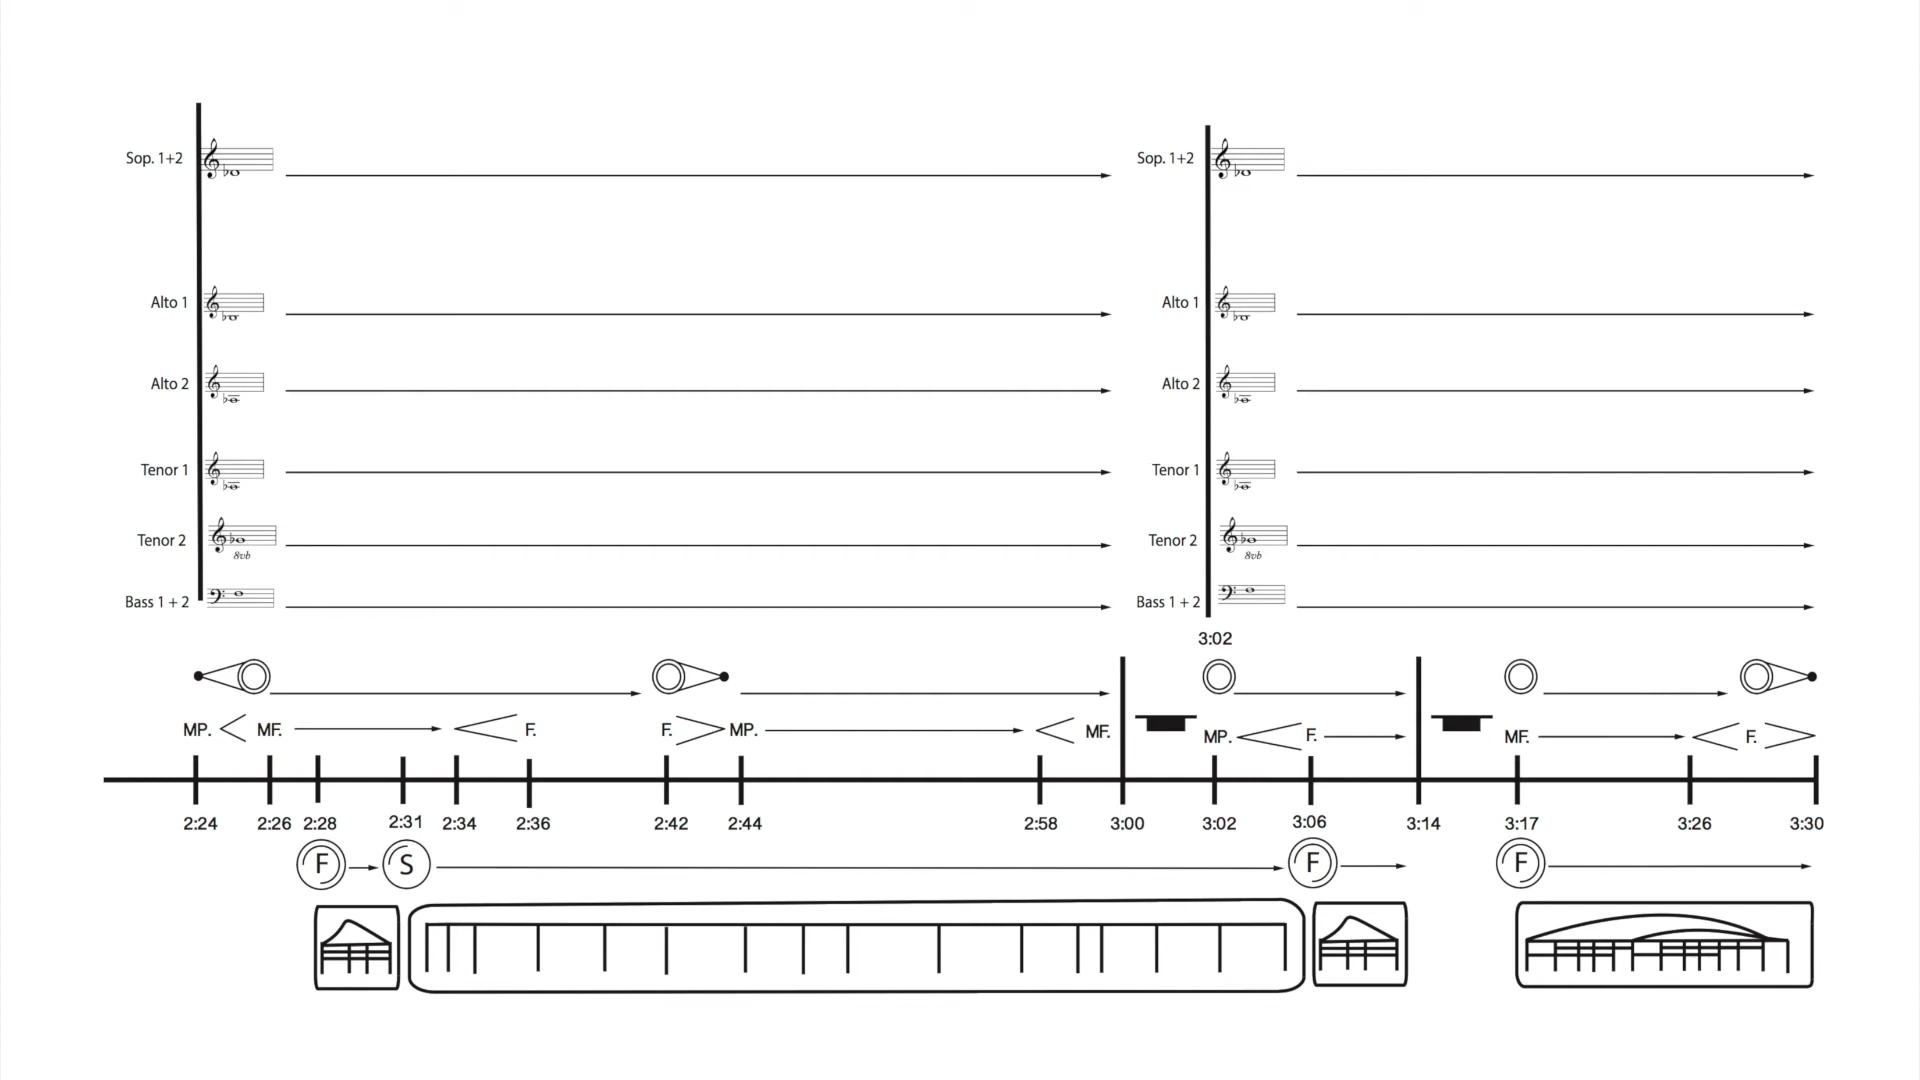 Sop. 1+2 Sop. 1+2
Alto 1 Alto 1
Alto 2 Alto 2
Tenor 1 Tenor 1
Tenor 2 Tenor 2
8vb 8vb
Bass 1 + 2 Bass 1 + 2
3:02
MP. MF. F. F. MP. MF. MP. F. MF. F.
2:24 2:26 2:28 2:31 2:34 2:36 2:42 2:44 2:58 3:00 3:02 3:06 3:14 3:17 3:26 3:30
F S F F